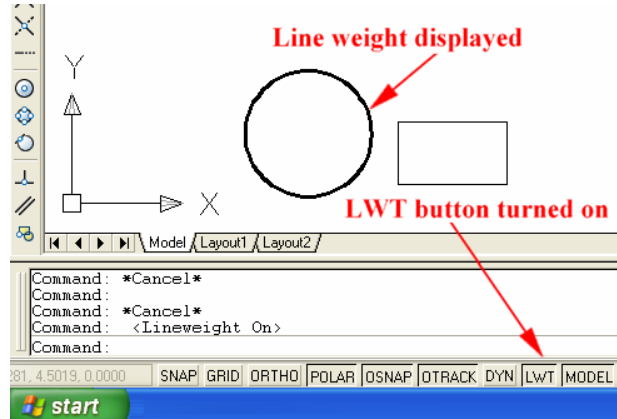 Line weight displayed
Y
X
LWT button turned on
Model Layout1 Layout2
Command: *Cancel*
Command:
Command: *Cancel*
Command: <Lineweight On>
Command:
281, 4.5019, 0.0000 SNAP GRID ORTHO POLAR OSNAP OTRACK DYN LWT MODEL
start